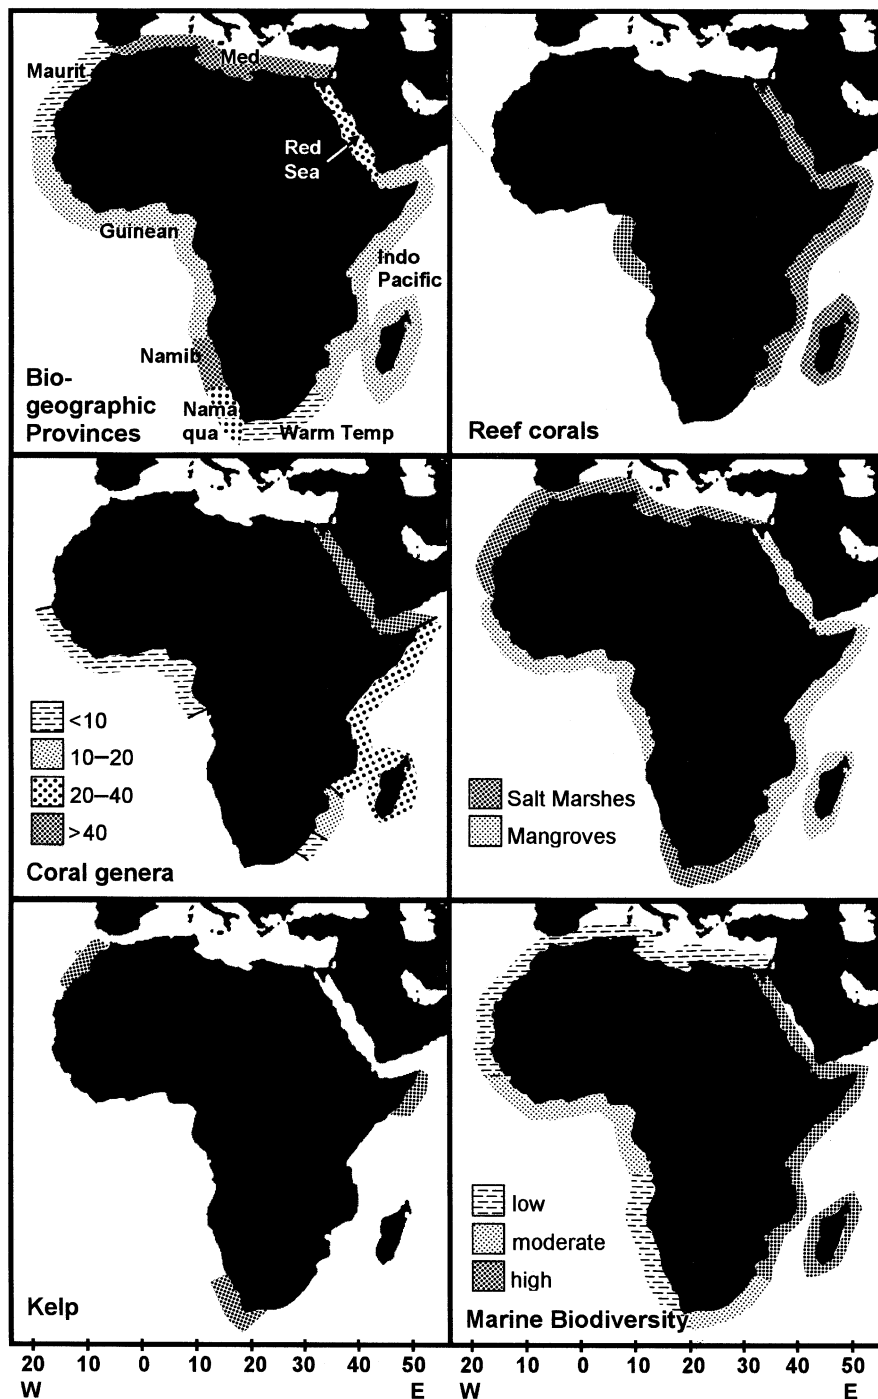 Maurit
Med
Red
Sea
Guinean
Indo
Pacific
Namib
Bio-
geographic
Provinces
Nama
qua
Warm Temp
Reef corals
<10
10–20
20–40
>40
Coral genera
Salt Marshes
Mangroves
Kelp
low
moderate
high
Marine Biodiversity
20 10 0 10 20 30 40 50
W E
20 10 0 10 20 30 40 50
W E